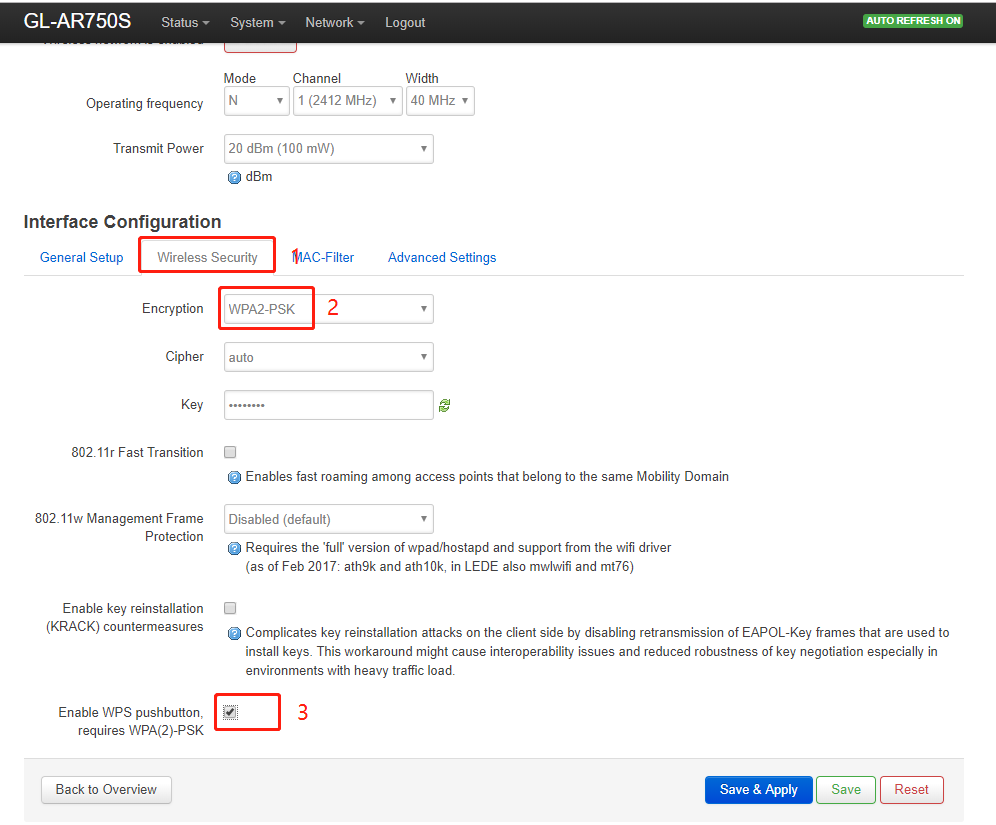 GL-AR750S Status System Network Logout AUTO REFRESH ON
Wireless network is enabled
Mode Channel Width
Operating frequency N 1 (2412 MHz) 40 MHz
Transmit Power 20 dBm (100 mW)
dBm
Interface Configuration
General Setup Wireless Security 1 MAC-Filter Advanced Settings
Encryption WPA2-PSK 2
Cipher auto
Key ••••••••
802.11r Fast Transition
Enables fast roaming among access points that belong to the same Mobility Domain
802.11w Management Frame Disabled (default)
Protection
Requires the 'full' version of wpad/hostapd and support from the wifi driver
(as of Feb 2017: ath9k and ath10k, in LEDE also mwlwifi and mt76)
Enable key reinstallation
(KRACK) countermeasures
Complicates key reinstallation attacks on the client side by disabling retransmission of EAPOL-Key frames that are used to
install keys. This workaround might cause interoperability issues and reduced robustness of key negotiation especially in
environments with heavy traffic load.
Enable WPS pushbutton, 3
requires WPA(2)-PSK
Back to Overview Save & Apply Save Reset